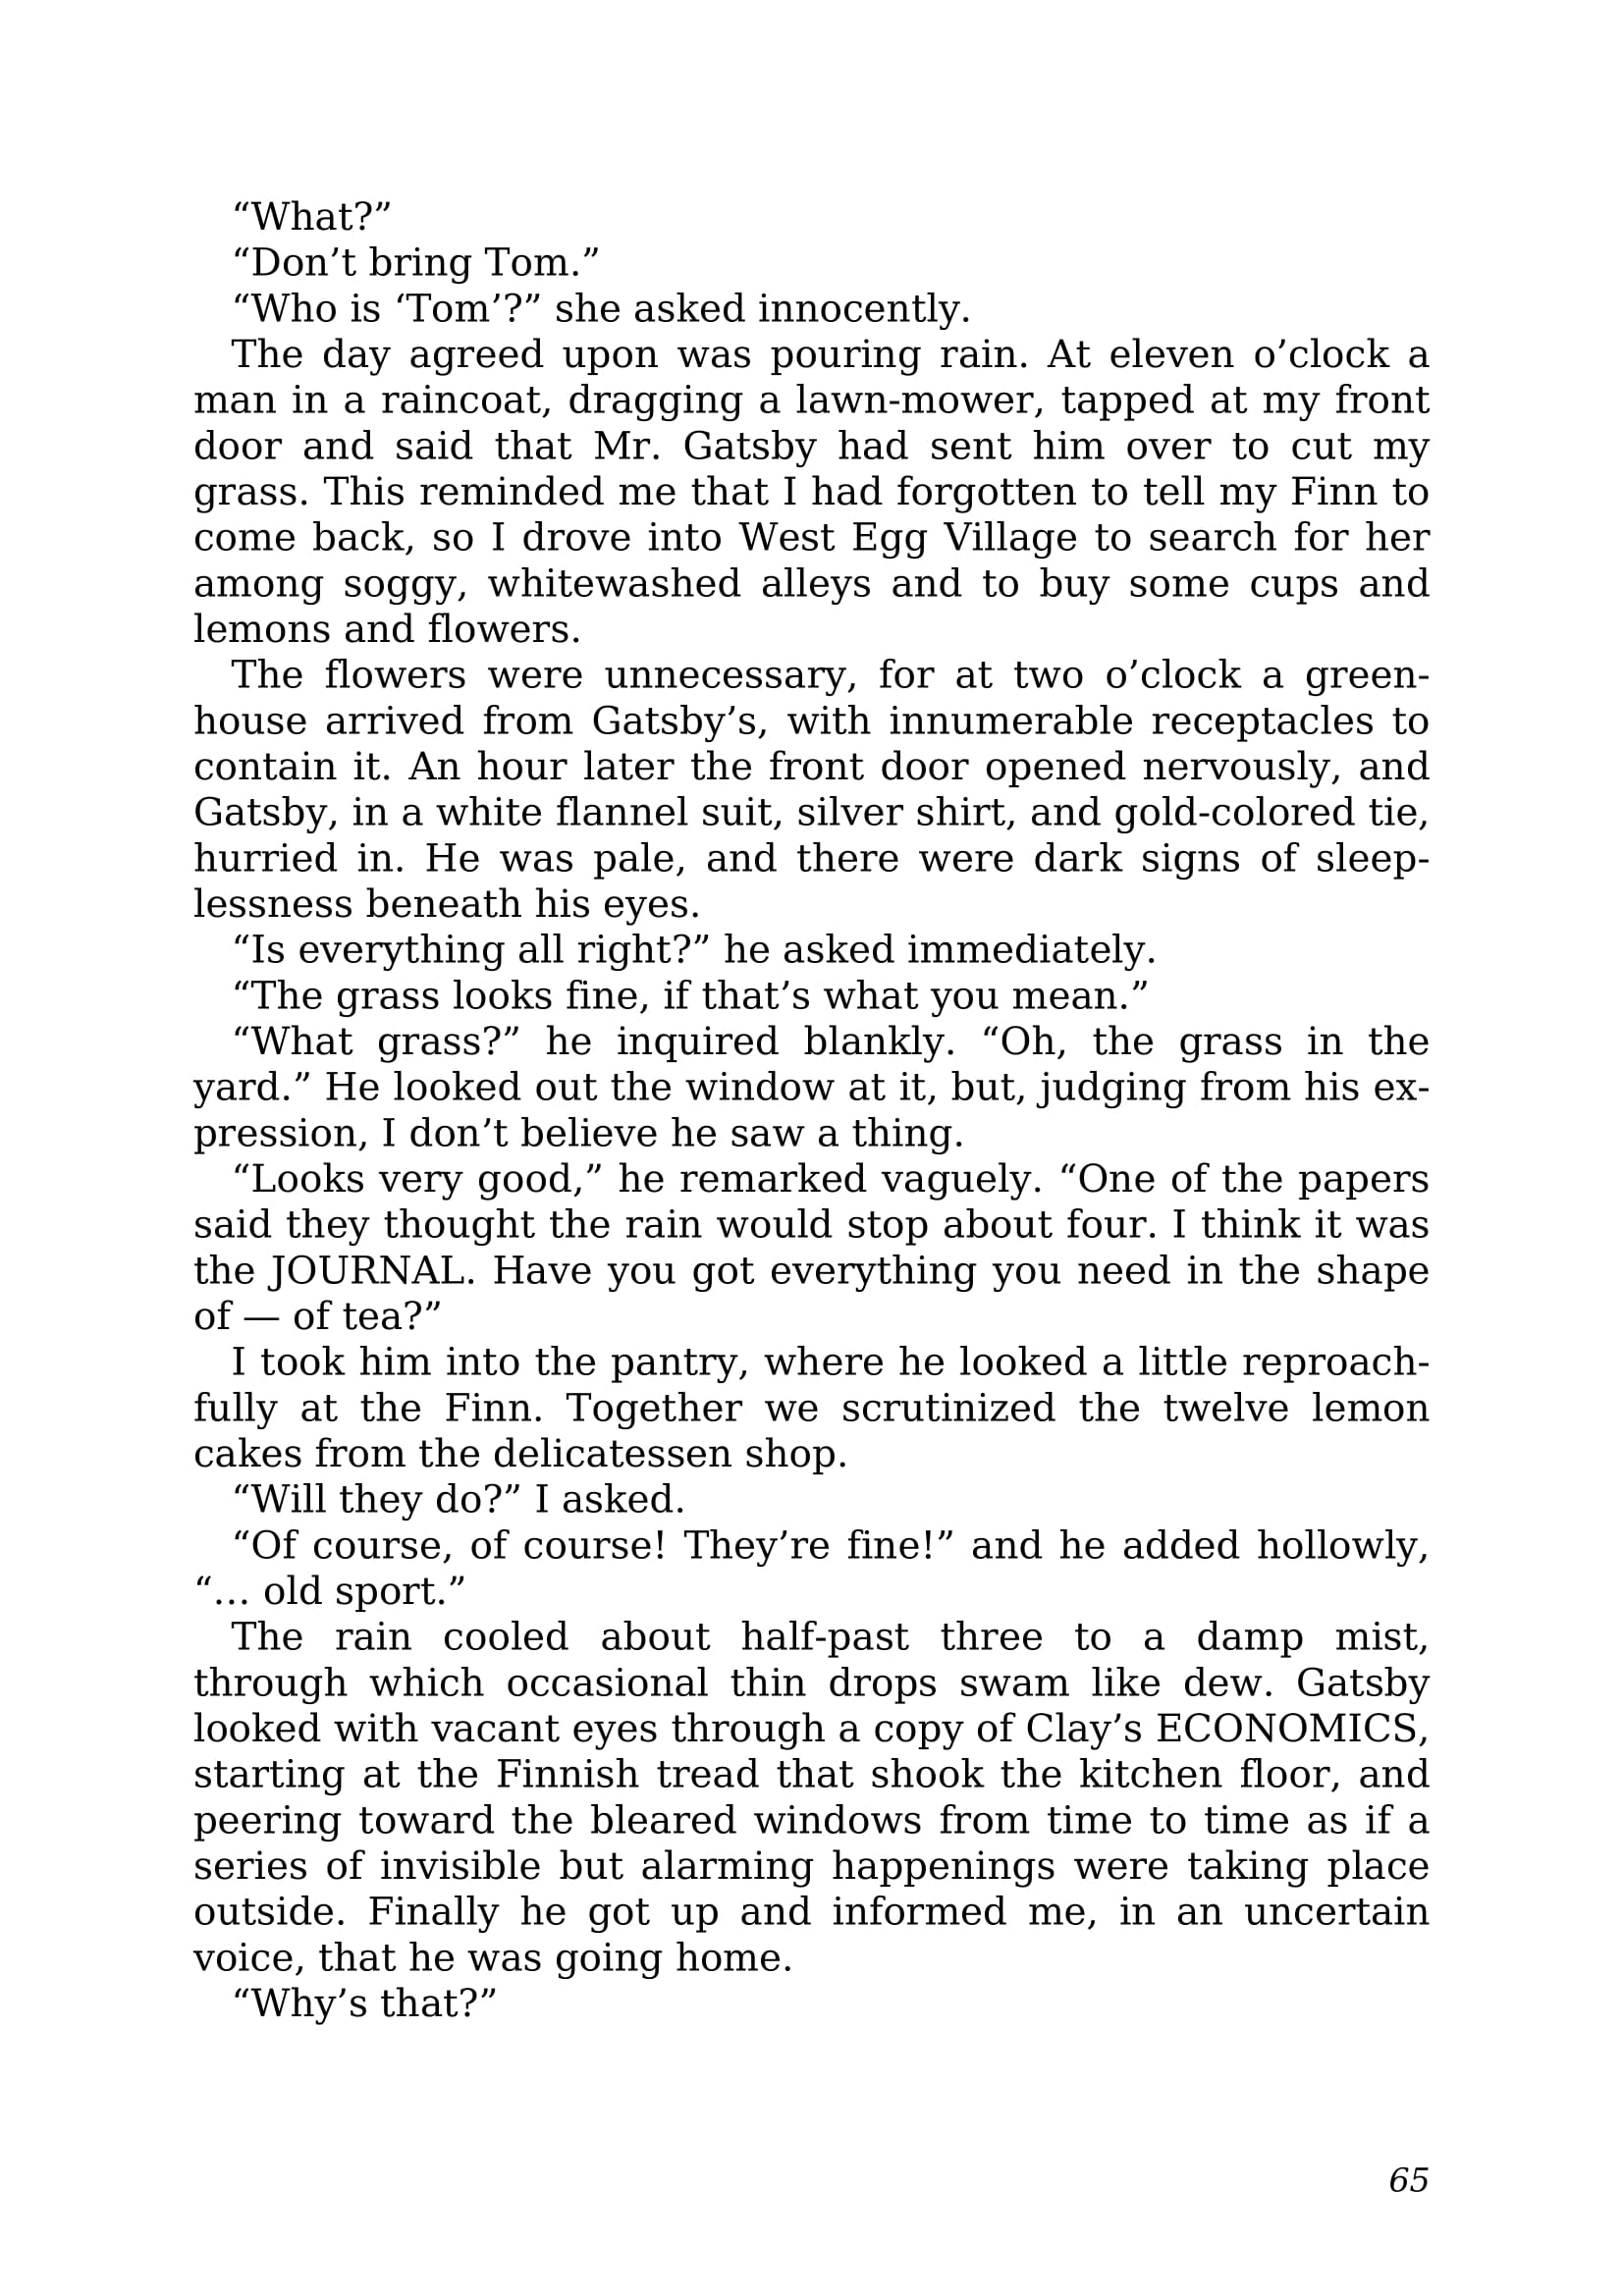 “What?”
“Don’t bring Tom.”
“Who is ‘Tom’?” she asked innocently.
The day agreed upon was pouring rain. At eleven o’clock a
man in a raincoat, dragging a lawn-mower, tapped at my front
door and said that Mr. Gatsby had sent him over to cut my
grass. This reminded me that I had forgotten to tell my Finn to
come back, so I drove into West Egg Village to search for her
among soggy, whitewashed alleys and to buy some cups and
lemons and flowers.
The flowers were unnecessary, for at two o’clock a green-
house arrived from Gatsby’s, with innumerable receptacles to
contain it. An hour later the front door opened nervously, and
Gatsby, in a white flannel suit, silver shirt, and gold-colored tie,
hurried in. He was pale, and there were dark signs of sleep-
lessness beneath his eyes.
“Is everything all right?” he asked immediately.
“The grass looks fine, if that’s what you mean.”
“What grass?” he inquired blankly. “Oh, the grass in the
yard.” He looked out the window at it, but, judging from his ex-
pression, I don’t believe he saw a thing.
“Looks very good,” he remarked vaguely. “One of the papers
said they thought the rain would stop about four. I think it was
the JOURNAL. Have you got everything you need in the shape
of — of tea?”
I took him into the pantry, where he looked a little reproach-
fully at the Finn. Together we scrutinized the twelve lemon
cakes from the delicatessen shop.
“Will they do?” I asked.
“Of course, of course! They’re fine!” and he added hollowly,
“… old sport.”
The rain cooled about half-past three to a damp mist,
through which occasional thin drops swam like dew. Gatsby
looked with vacant eyes through a copy of Clay’s ECONOMICS,
starting at the Finnish tread that shook the kitchen floor, and
peering toward the bleared windows from time to time as if a
series of invisible but alarming happenings were taking place
outside. Finally he got up and informed me, in an uncertain
voice, that he was going home.
“Why’s that?”
65